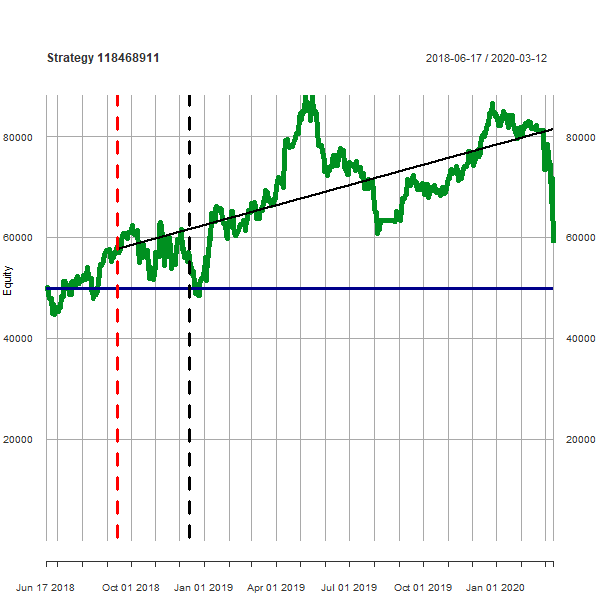 Strategy 118468911
2018-06-17 / 2020-03-12
80000
80000
60000
60000
Equity
40000
40000
20000
20000
Jun 17 2018
Oct 01 2018
Jan 01 2019
Apr 01 2019
Jul 01 2019
Oct 01 2019
Jan 01 2020